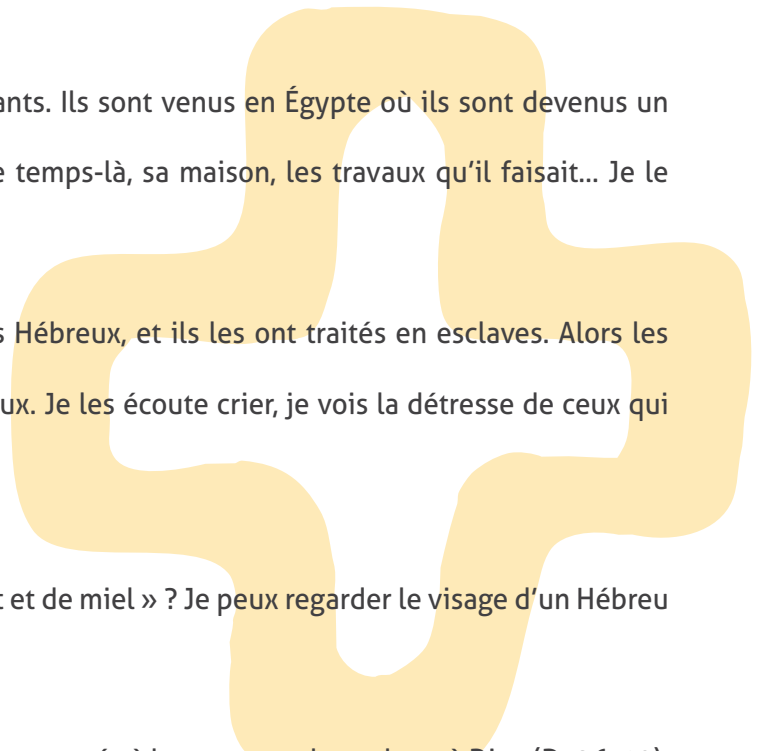 ants. Ils sont venus en Égypte où ils sont devenus un
e temps-là, sa maison, les travaux qu’il faisait... Je le
s Hébreux, et ils les ont traités en esclaves. Alors les
ux. Je les écoute crier, je vois la détresse de ceux qui
t et de miel » ? Je peux regarder le visage d’un Hébreu